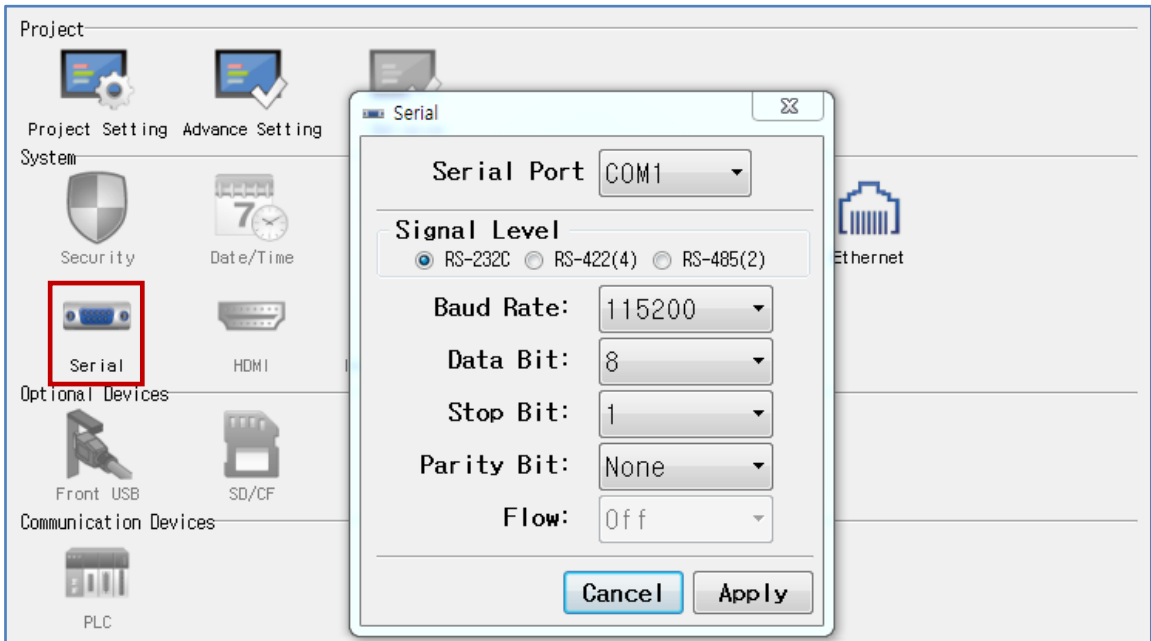 Project
Project Setting
Advance Setting
System
Security
Date/Time
Ethernet
Serial
HDMI
Optional Devices
Front USB
SD/CF
Communication Devices
PLC
Serial
Serial Port COM1
Signal Level
RS-232C RS-422(4) RS-485(2)
Baud Rate: 115200
Data Bit: 8
Stop Bit: 1
Parity Bit: None
Flow: Off
Cancel Apply
7